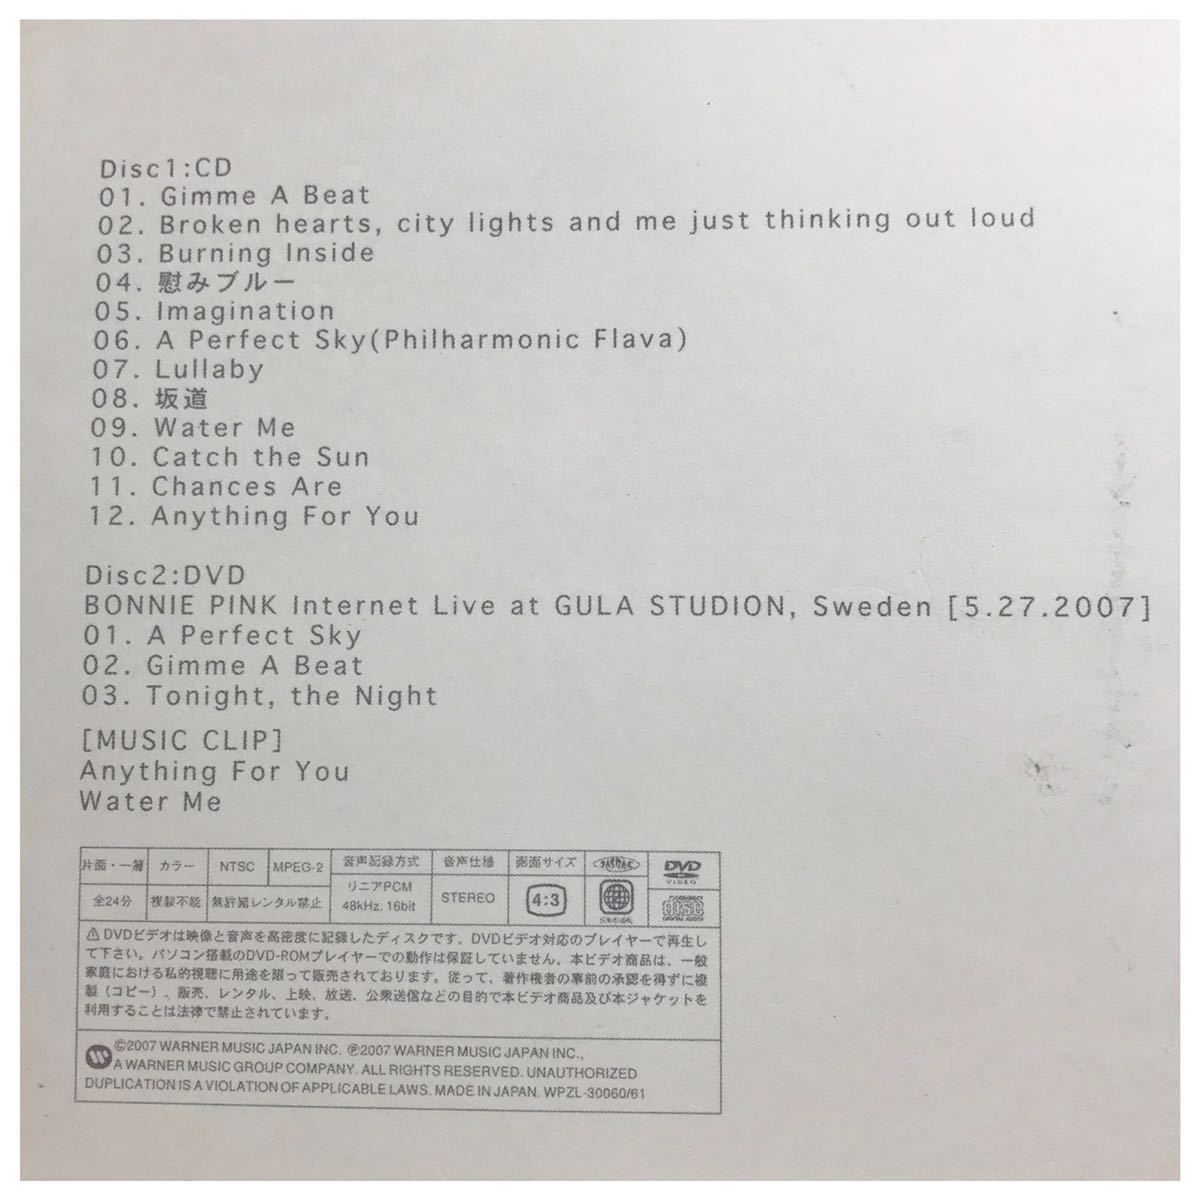 Disc1:CD
01. Gimme A Beat
02. Broken hearts, city lights and me just thinking out loud
03. Burning Inside
04. 慰みブルー
05. Imagination
06. A Perfect Sky(Philharmonic Flava)
07. Lullaby
08. 坂道
09. Water Me
10. Catch the Sun
11. Chances Are
12. Anything For You
Disc2:DVD
BONNIE PINK Internet Live at GULA STUDION, Sweden [5.27.2007]
01. A Perfect Sky
02. Gimme A Beat
03. Tonight, the Night
[MUSIC CLIP]
Anything For You
Water Me
片面・一層 カラー NTSC MPEG-2 音声記録方式 音声仕様 画面サイズ DVD VIDEO
全24分 複製不能 無許諾レンタル禁止 リニアPCM 48kHz. 16bit STEREO 4:3 COMPACT disc DIGITAL AUDIO
⚠DVDビデオは映像と音声を高密度に記録したディスクです。DVDビデオ対応のプレイヤーで再生し
て下さい。パソコン搭載のDVD-ROMプレイヤーでの動作は保証していません。本ビデオ商品は、一般
家庭における私的視聴に用途を限って販売されております。従って、著作権者の事前の承認を得ずに複
製（コピー）、販売、レンタル、上映、放送、公衆送信などの目的で本ビデオ商品及び本ジャケットを
利用することは法律で禁止されています。
©2007 WARNER MUSIC JAPAN INC. ℗2007 WARNER MUSIC JAPAN INC.,
A WARNER MUSIC GROUP COMPANY. ALL RIGHTS RESERVED. UNAUTHORIZED
DUPLICATION IS A VIOLATION OF APPLICABLE LAWS. MADE IN JAPAN. WPZL-30060/61